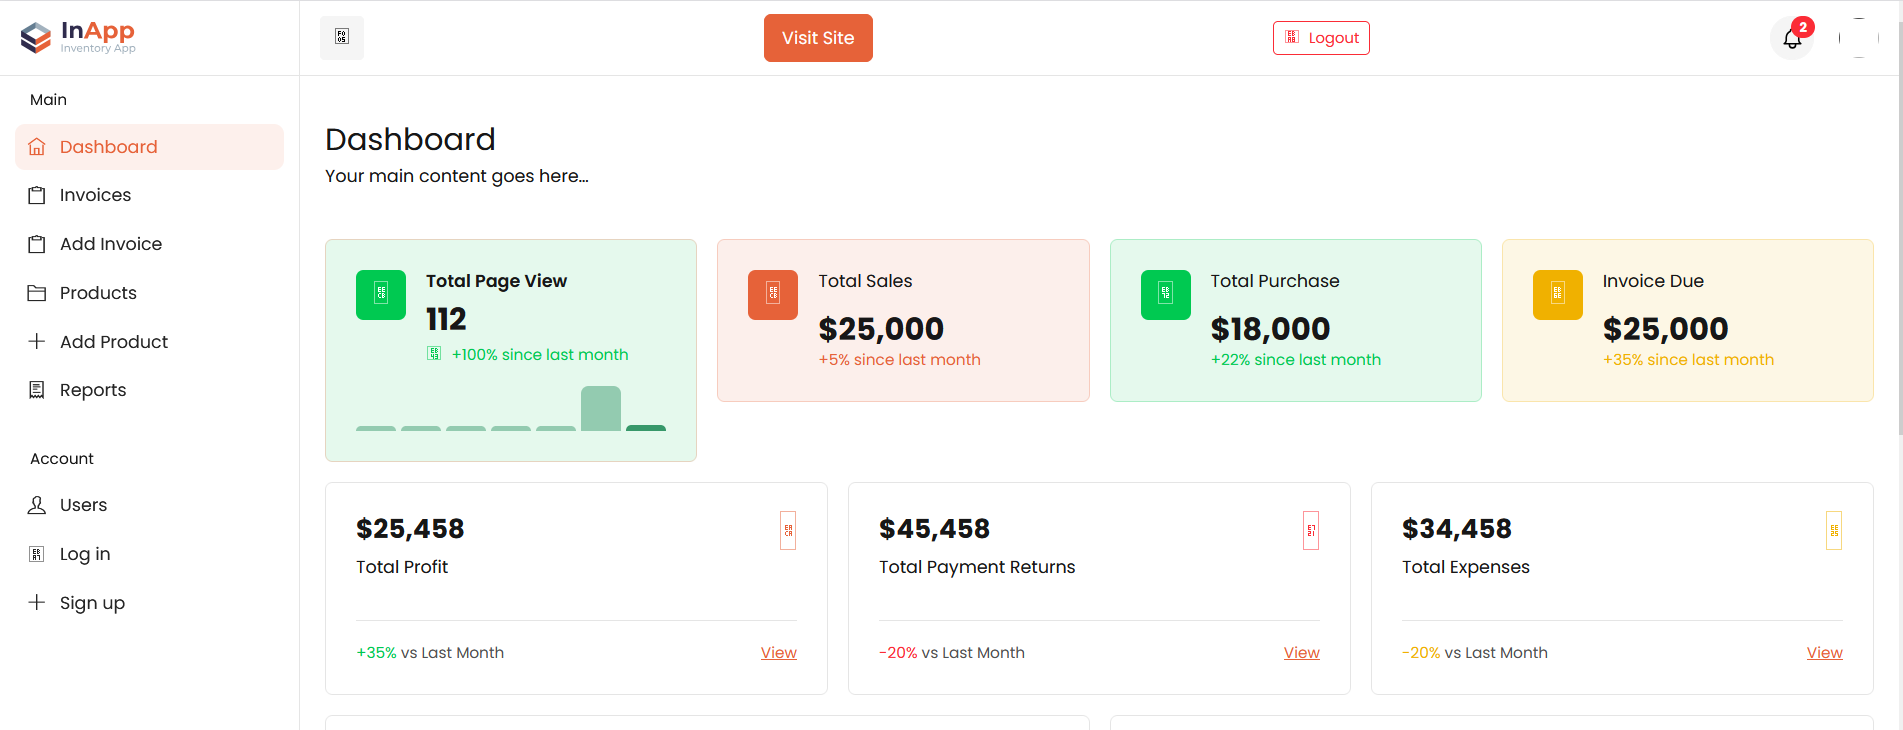 InApp
Inventory App
Visit Site
Logout
2
Main
Dashboard
Invoices
Add Invoice
Products
Add Product
Reports
Account
Users
Log in
Sign up
Dashboard
Your main content goes here...
Total Page View
112
+100% since last month
Total Sales
$25,000
+5% since last month
Total Purchase
$18,000
+22% since last month
Invoice Due
$25,000
+35% since last month
$25,458
Total Profit
+35% vs Last Month
View
$45,458
Total Payment Returns
-20% vs Last Month
View
$34,458
Total Expenses
-20% vs Last Month
View